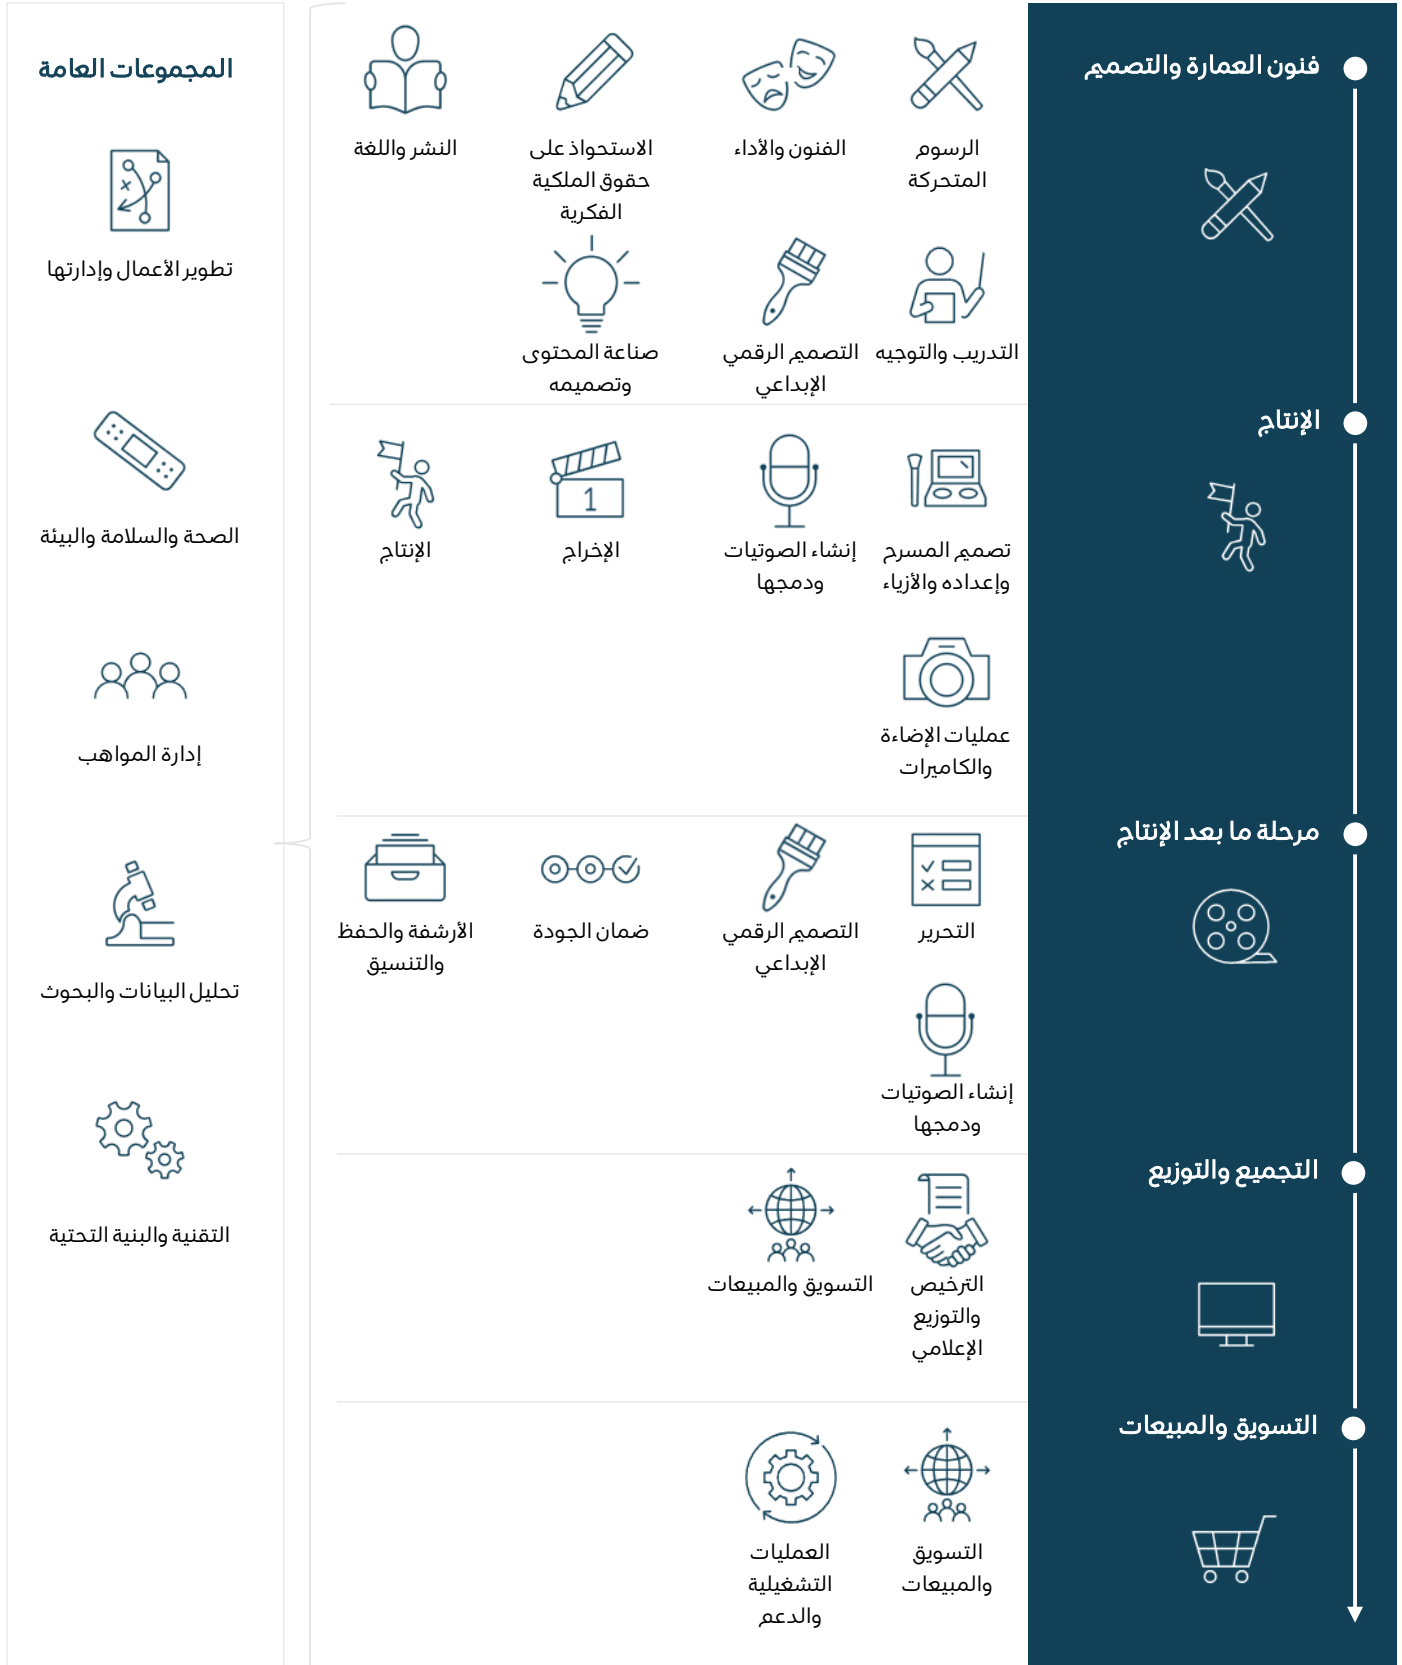 فنون العمارة والتصميم
الرسوم
المتحركة
الفنون والأداء
الاستحواذ على
حقوق الملكية
الفكرية
النشر واللغة
التدريب والتوجيه
التصميم الرقمي
الإبداعي
صناعة المحتوى
وتصميمه
الإنتاج
تصميم المسرح
وإعداده والأزياء
إنشاء الصوتيات
ودمجها
الإخراج
1
الإنتاج
عمليات الإضاءة
والكاميرات
مرحلة ما بعد الإنتاج
التحرير
التصميم الرقمي
الإبداعي
ضمان الجودة
الأرشفة والحفظ
والتنسيق
إنشاء الصوتيات
ودمجها
التجميع والتوزيع
الترخيص
والتوزيع
الإعلامي
التسويق والمبيعات
التسويق والمبيعات
التسويق
والمبيعات
العمليات
التشغيلية
والدعم
المجموعات العامة
تطوير الأعمال وإدارتها
الصحة والسلامة والبيئة
إدارة المواهب
تحليل البيانات والبحوث
التقنية والبنية التحتية